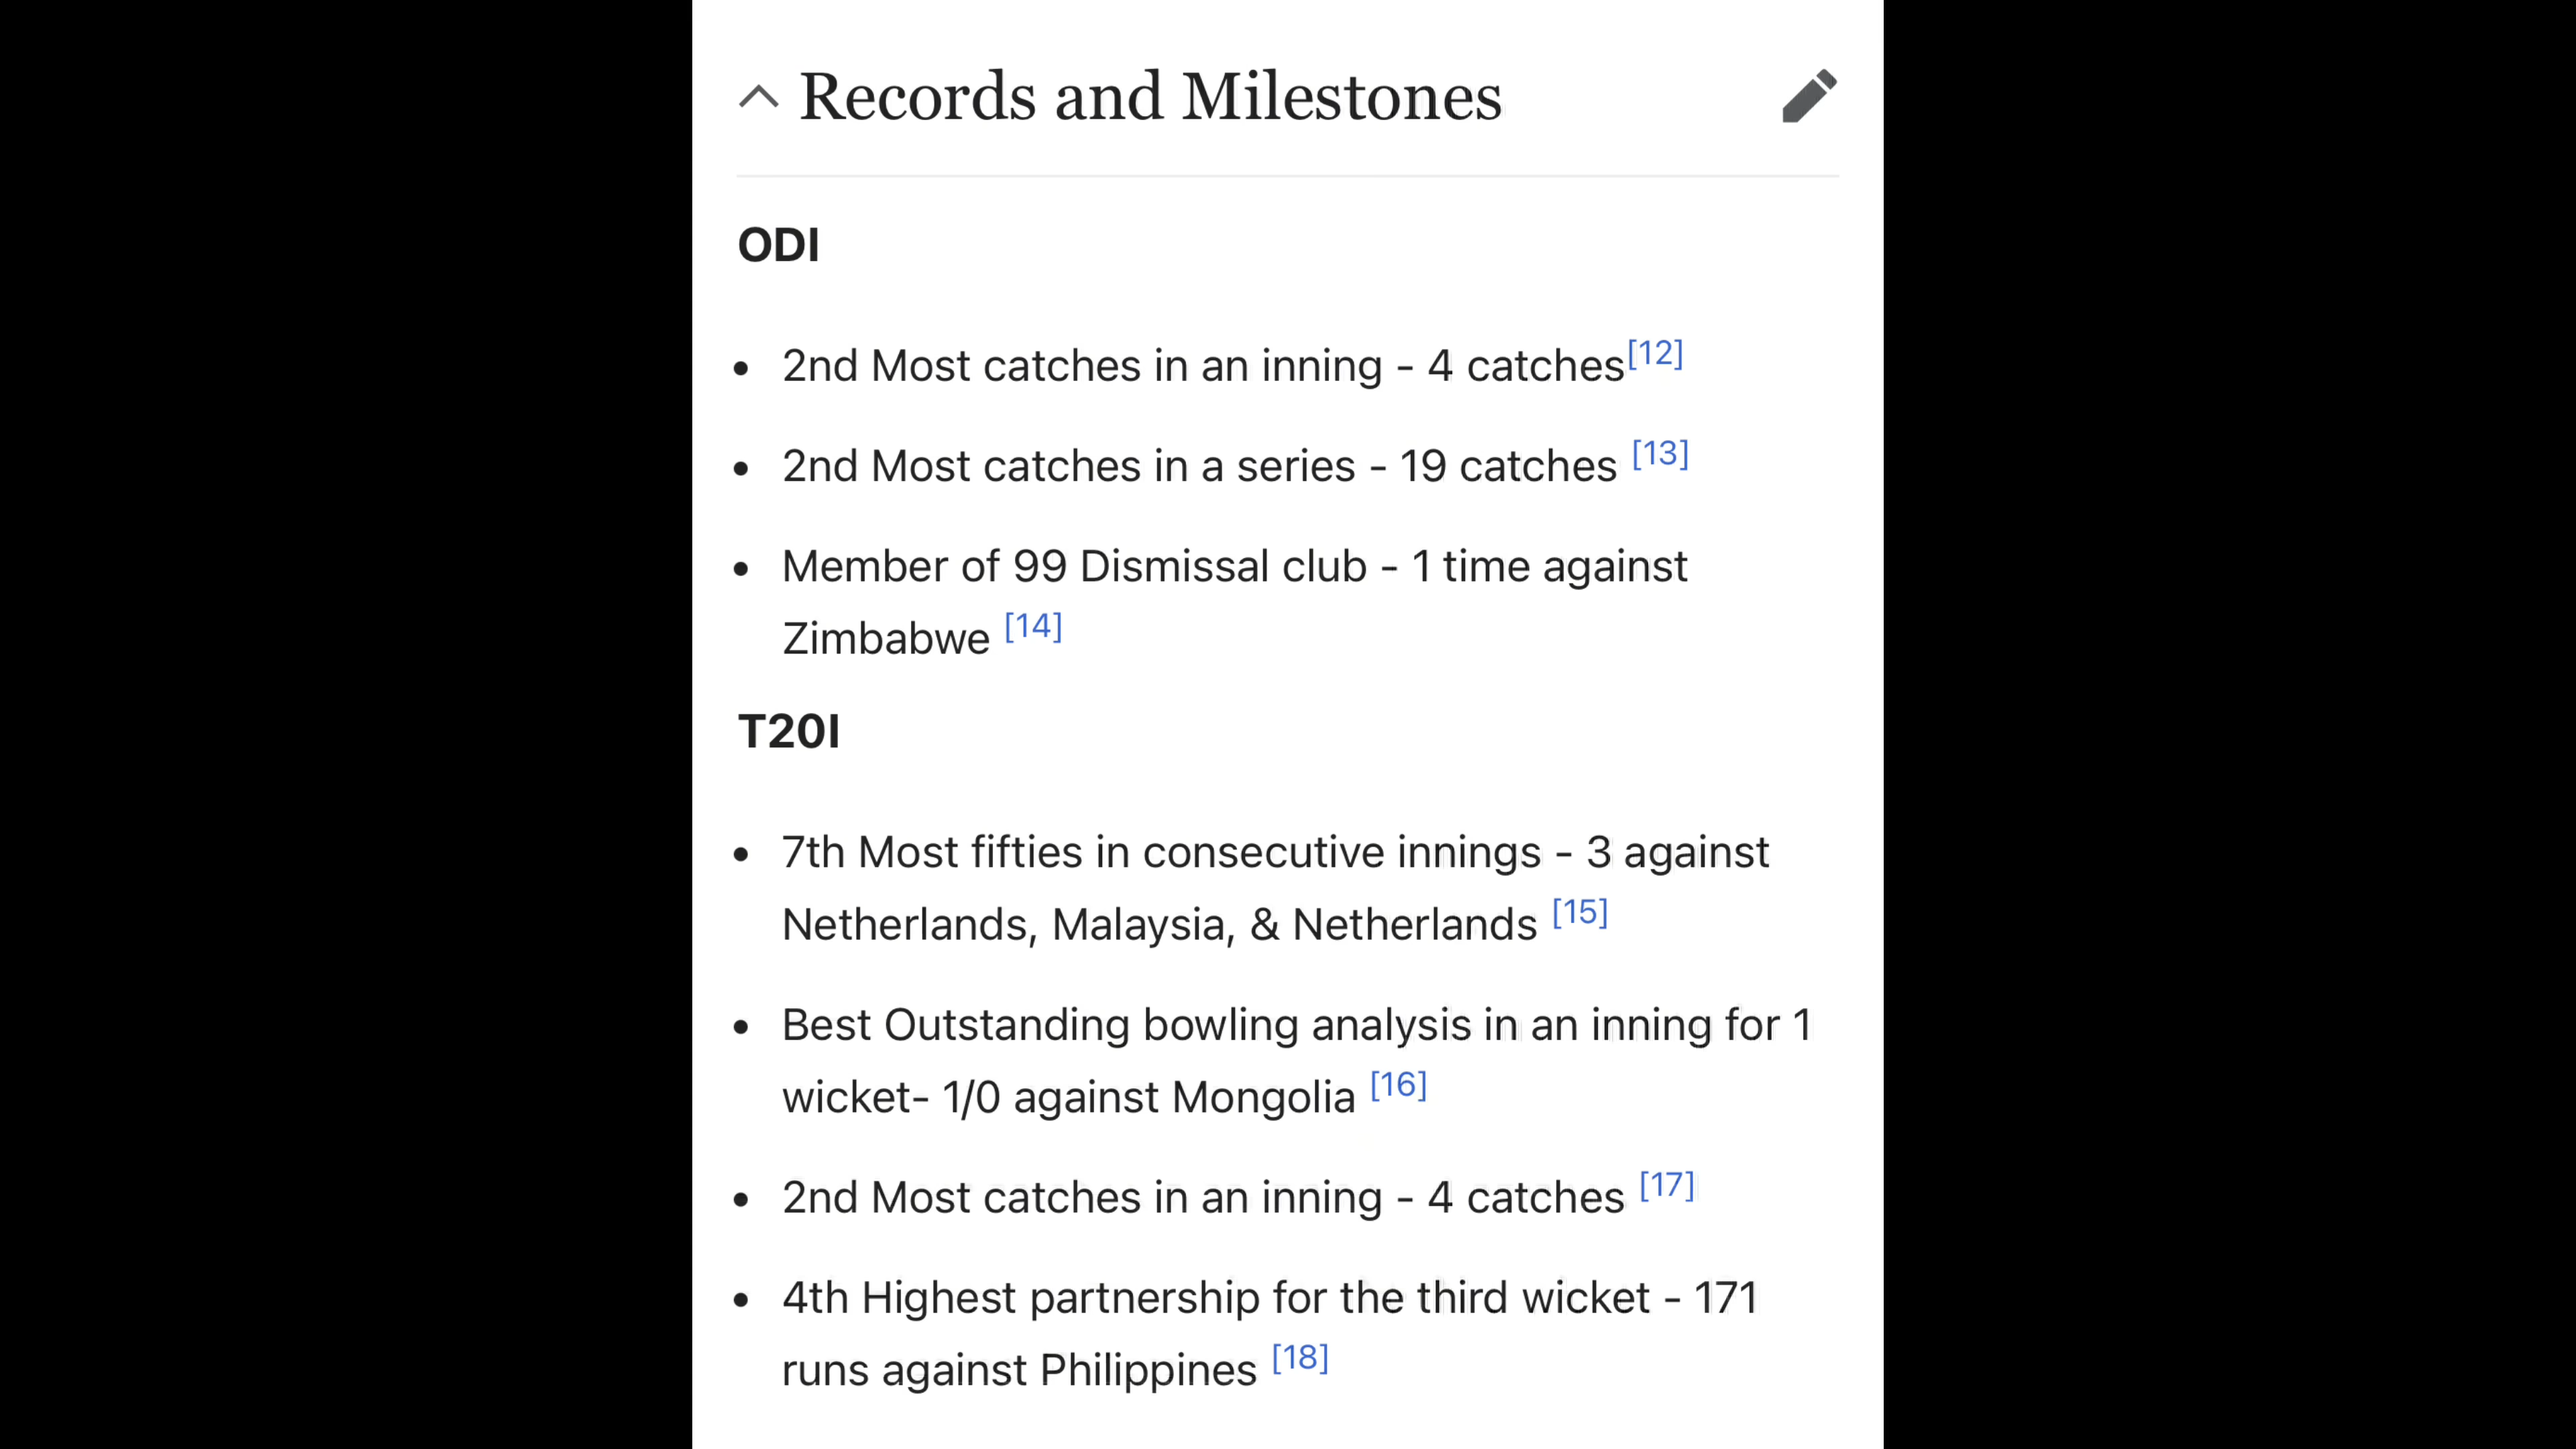 Records and Milestones
ODI
• 2nd Most catches in an inning - 4 catches[12]
• 2nd Most catches in a series - 19 catches [13]
• Member of 99 Dismissal club - 1 time against
Zimbabwe [14]
T20I
• 7th Most fifties in consecutive innings - 3 against
Netherlands, Malaysia, & Netherlands [15]
• Best Outstanding bowling analysis in an inning for 1
wicket- 1/0 against Mongolia [16]
• 2nd Most catches in an inning - 4 catches [17]
• 4th Highest partnership for the third wicket - 171
runs against Philippines [18]